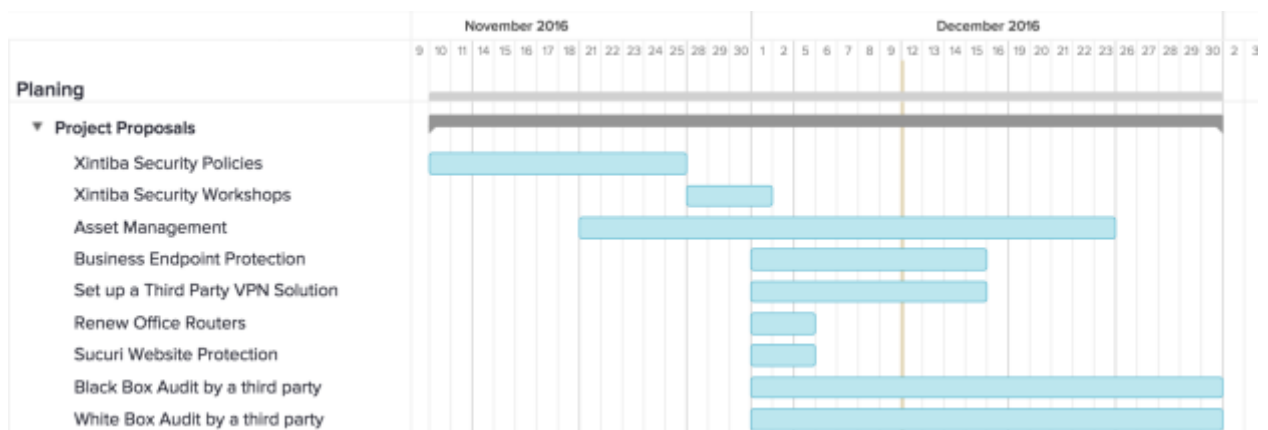 November 2016 December 2016
9 10 11 14 15 16 17 18 21 22 23 24 25 28 29 30 1 2 5 6 7 8 9 12 13 14 15 16 19 20 21 22 23 26 27 28 29 30 2 3
Planing
Project Proposals
Xintiba Security Policies
Xintiba Security Workshops
Asset Management
Business Endpoint Protection
Set up a Third Party VPN Solution
Renew Office Routers
Sucuri Website Protection
Black Box Audit by a third party
White Box Audit by a third party